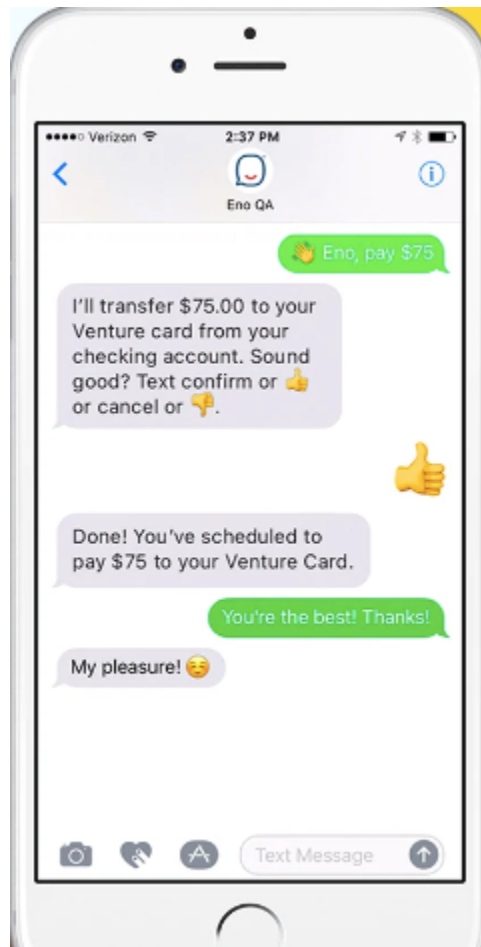 Verizon 2:37 PM
Eno QA
👋 Eno, pay $75
I'll transfer $75.00 to your
Venture card from your
checking account. Sound
good? Text confirm or 👍
or cancel or 👎.
👍
Done! You've scheduled to
pay $75 to your Venture Card.
You're the best! Thanks!
My pleasure! ☺️
Text Message